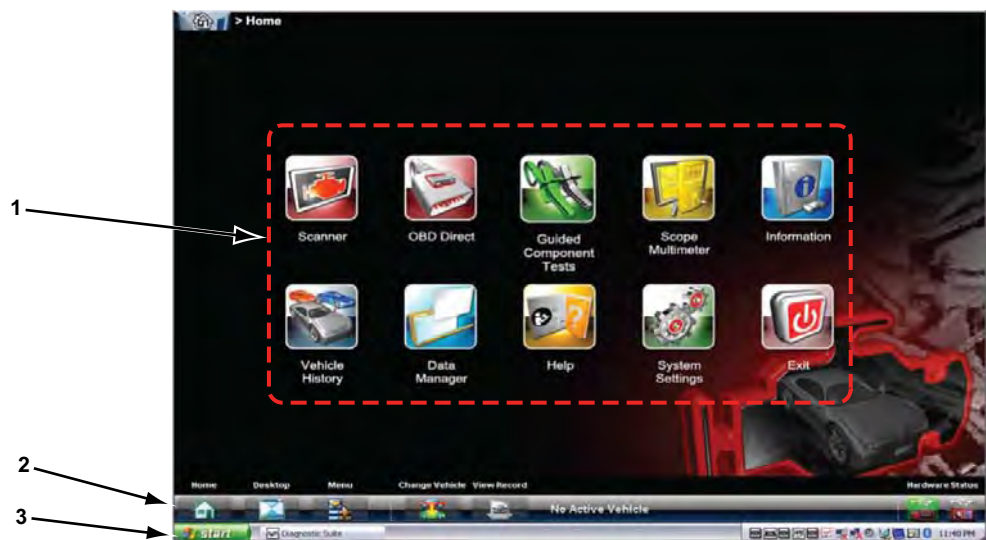 > Home
1
Scanner
OBD Direct
Guided
Component
Tests
Scope
Multimeter
Information
Vehicle
History
Data
Manager
Help
System
Settings
Exit
2
Home
Desktop
Menu
Change Vehicle
View Record
Hardware Status
No Active Vehicle
3
start
Diagnostic Suite
11:40 PM